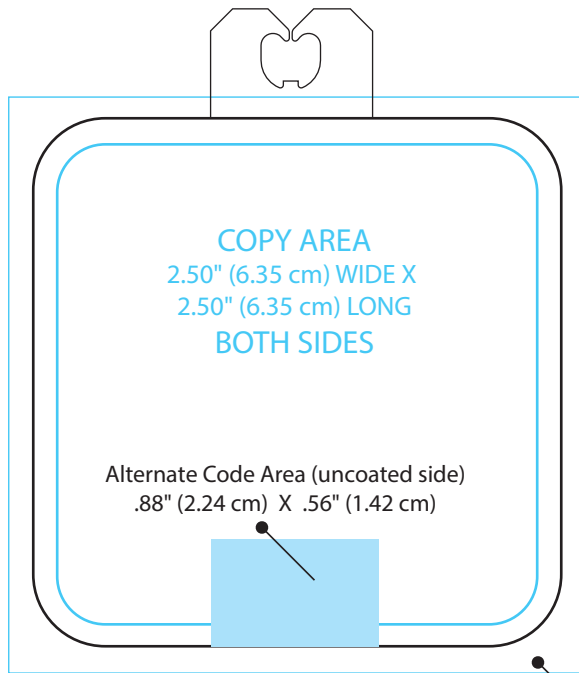 COPY AREA
2.50" (6.35 cm) WIDE X
2.50" (6.35 cm) LONG
BOTH SIDES
Alternate Code Area (uncoated side)
.88" (2.24 cm)  X  .56" (1.42 cm)